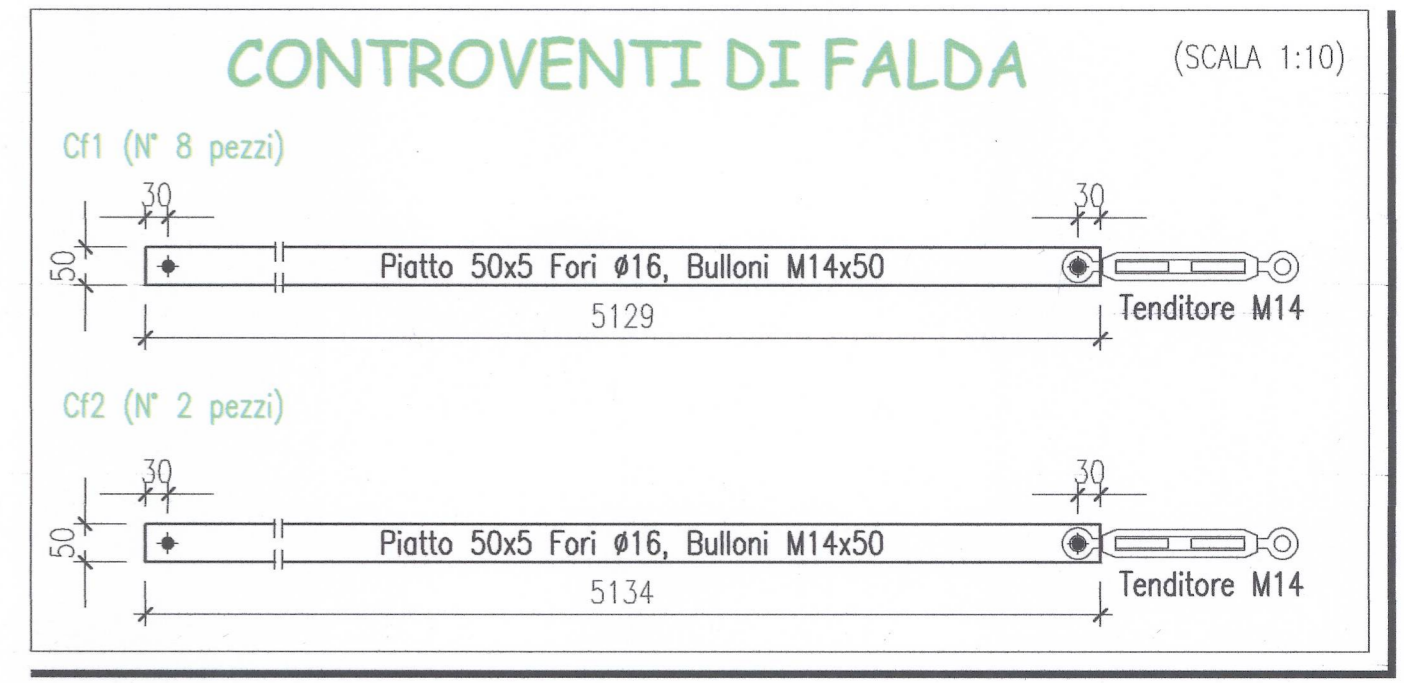 CONTROVENTI DI FALDA (SCALA 1:10)
Cf1 (N° 8 pezzi)
30 30
50
Piatto 50x5 Fori ø16, Bulloni M14x50
5129
Tenditore M14
Cf2 (N° 2 pezzi)
30 30
50
Piatto 50x5 Fori ø16, Bulloni M14x50
5134
Tenditore M14